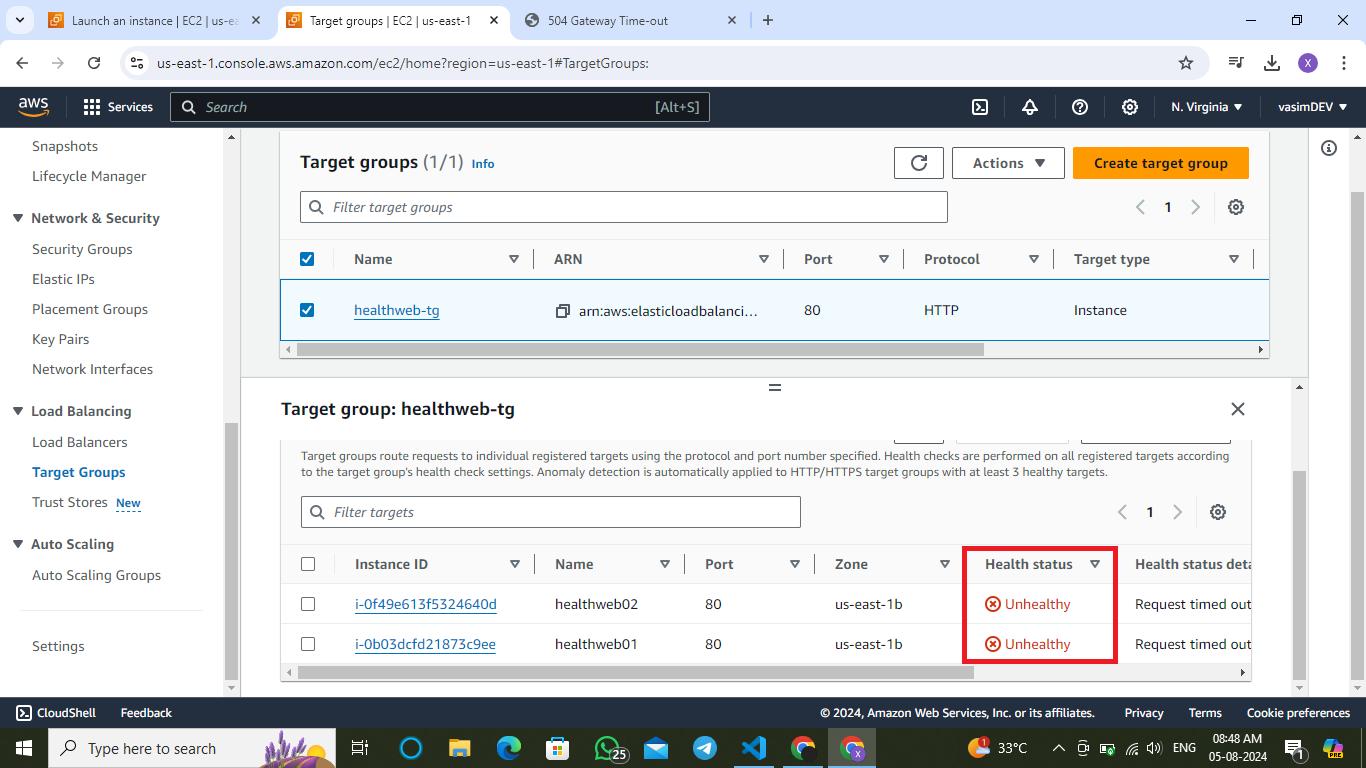 Launch an instance | EC2 | us-ea
Target groups | EC2 | us-east-1
504 Gateway Time-out
us-east-1.console.aws.amazon.com/ec2/home?region=us-east-1#TargetGroups:
X
aws
Services
Search
[Alt+S]
N. Virginia
vasimDEV
Snapshots
Lifecycle Manager
Network & Security
Security Groups
Elastic IPs
Placement Groups
Key Pairs
Network Interfaces
Load Balancing
Load Balancers
Target Groups
Trust Stores New
Auto Scaling
Auto Scaling Groups
Settings
Target groups (1/1) Info
Actions
Create target group
Filter target groups
1
Name ARN Port Protocol Target type
healthweb-tg arn:aws:elasticloadbalanci... 80 HTTP Instance
Target group: healthweb-tg
Target groups route requests to individual registered targets using the protocol and port number specified. Health checks are performed on all registered targets according
to the target group's health check settings. Anomaly detection is automatically applied to HTTP/HTTPS target groups with at least 3 healthy targets.
Filter targets
1
Instance ID Name Port Zone Health status Health status deta
i-0f49e613f5324640d healthweb02 80 us-east-1b Unhealthy Request timed out
i-0b03dcfd21873c9ee healthweb01 80 us-east-1b Unhealthy Request timed out
CloudShell Feedback © 2024, Amazon Web Services, Inc. or its affiliates. Privacy Terms Cookie preferences
Type here to search
25
X
1
33°C
ENG
08:48 AM
05-08-2024
1
PRE